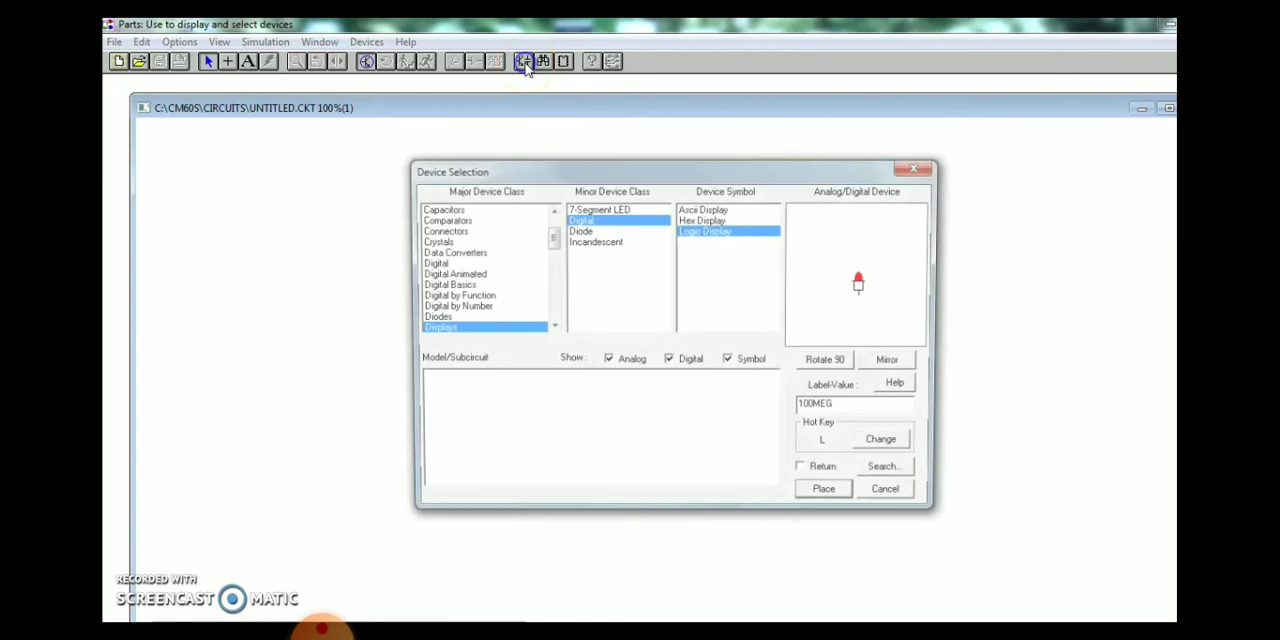 Parts: Use to display and select devices
File Edit Options View Simulation Window Devices Help
A
C:\CM60S\CIRCUITS\UNTITLED.CKT 100%(1)
Device Selection
Major Device Class
Capacitors
Comparators
Connectors
Crystals
Data Converters
Digital
Digital Animated
Digital Basics
Digital by Function
Digital by Number
Diodes
Displays
Minor Device Class
7-Segment LED
Digital
Diode
Incandescent
Device Symbol
Ascii Display
Hex Display
Logic Display
Analog/Digital Device
Model/Subcircuit
Show : Analog Digital Symbol
Rotate 90 Mirror
Label-Value : Help
100MEG
Hot Key
L Change
Return Search...
Place Cancel
RECORDED WITH
SCREENCAST MATIC